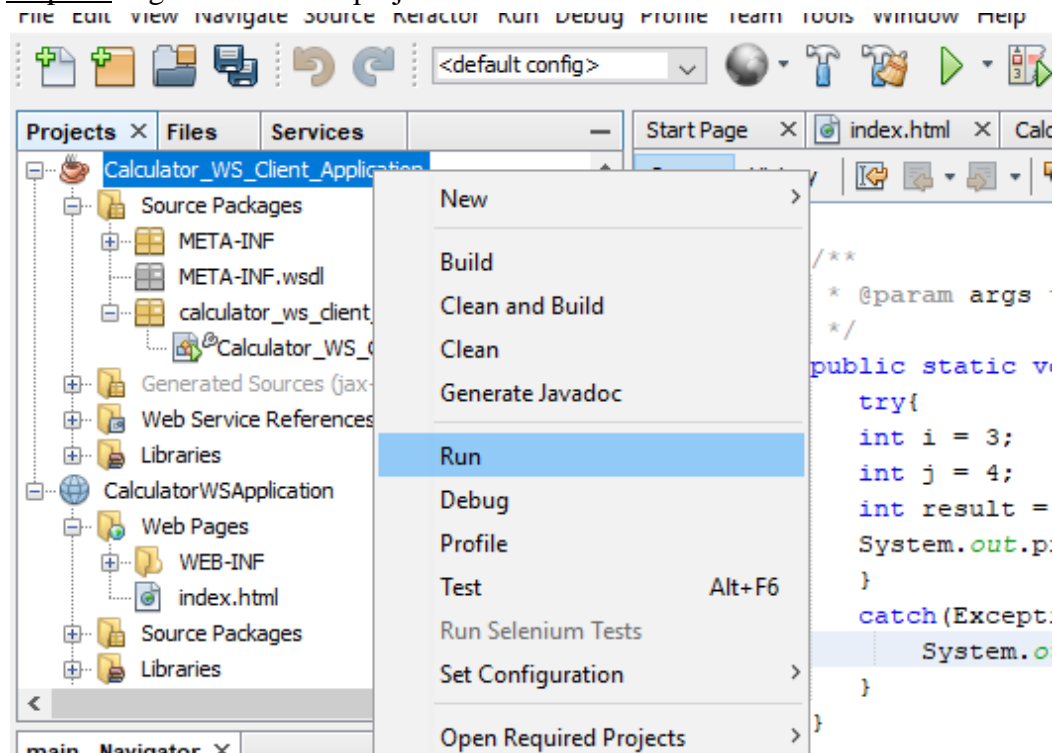 File Edit View Navigate Source Refactor Run Debug Profile Team Tools Window Help
<default config>
Projects Files Services
Start Page index.html Calc
Calculator_WS_Client_Application
Source Packages
META-INF
META-INF.wsdl
calculator_ws_client_
Calculator_WS_C
Generated Sources (jax-
Web Service References
Libraries
CalculatorWSApplication
Web Pages
WEB-INF
index.html
Source Packages
Libraries
main Navigator
New
Build
Clean and Build
Clean
Generate Javadoc
Run
Debug
Profile
Test Alt+F6
Run Selenium Tests
Set Configuration
Open Required Projects
/**
* @param args
*/
public static vo
try{
int i = 3;
int j = 4;
int result =
System.out.pr
}
catch(Excepti
System.o
}
}